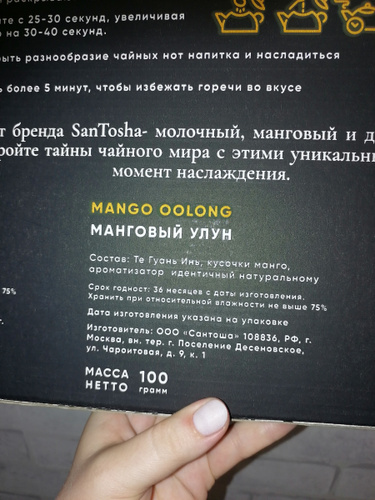 те с 25-30 секунд, увеличивая
на 30-40 секунд.
ыть разнообразие чайных нот напитка и насладиться
более 5 минут, чтобы избежать горечи во вкусе
т бренда SanTosha- молочный, манговый и д
ройте тайны чайного мира с этими уникальн
момент наслаждения.
MANGO OOLONG
МАНГОВЫЙ УЛУН
Состав: Те Гуань Инь, кусочки манго,
ароматизатор идентичный натуральному
75%
Срок годност: 36 месяцев с даты изготовления.
Хранить при относительной влажности не выше 75%
Дата изготовления указана на упаковке
г.
Изготовитель: ООО «Сантоша» 108836, РФ, г.
Москва, вн. тер. г. Поселение Десеновское,
ул. Чароитовая, д. 9, к. 1
МАССА 100
НЕТТО грамм